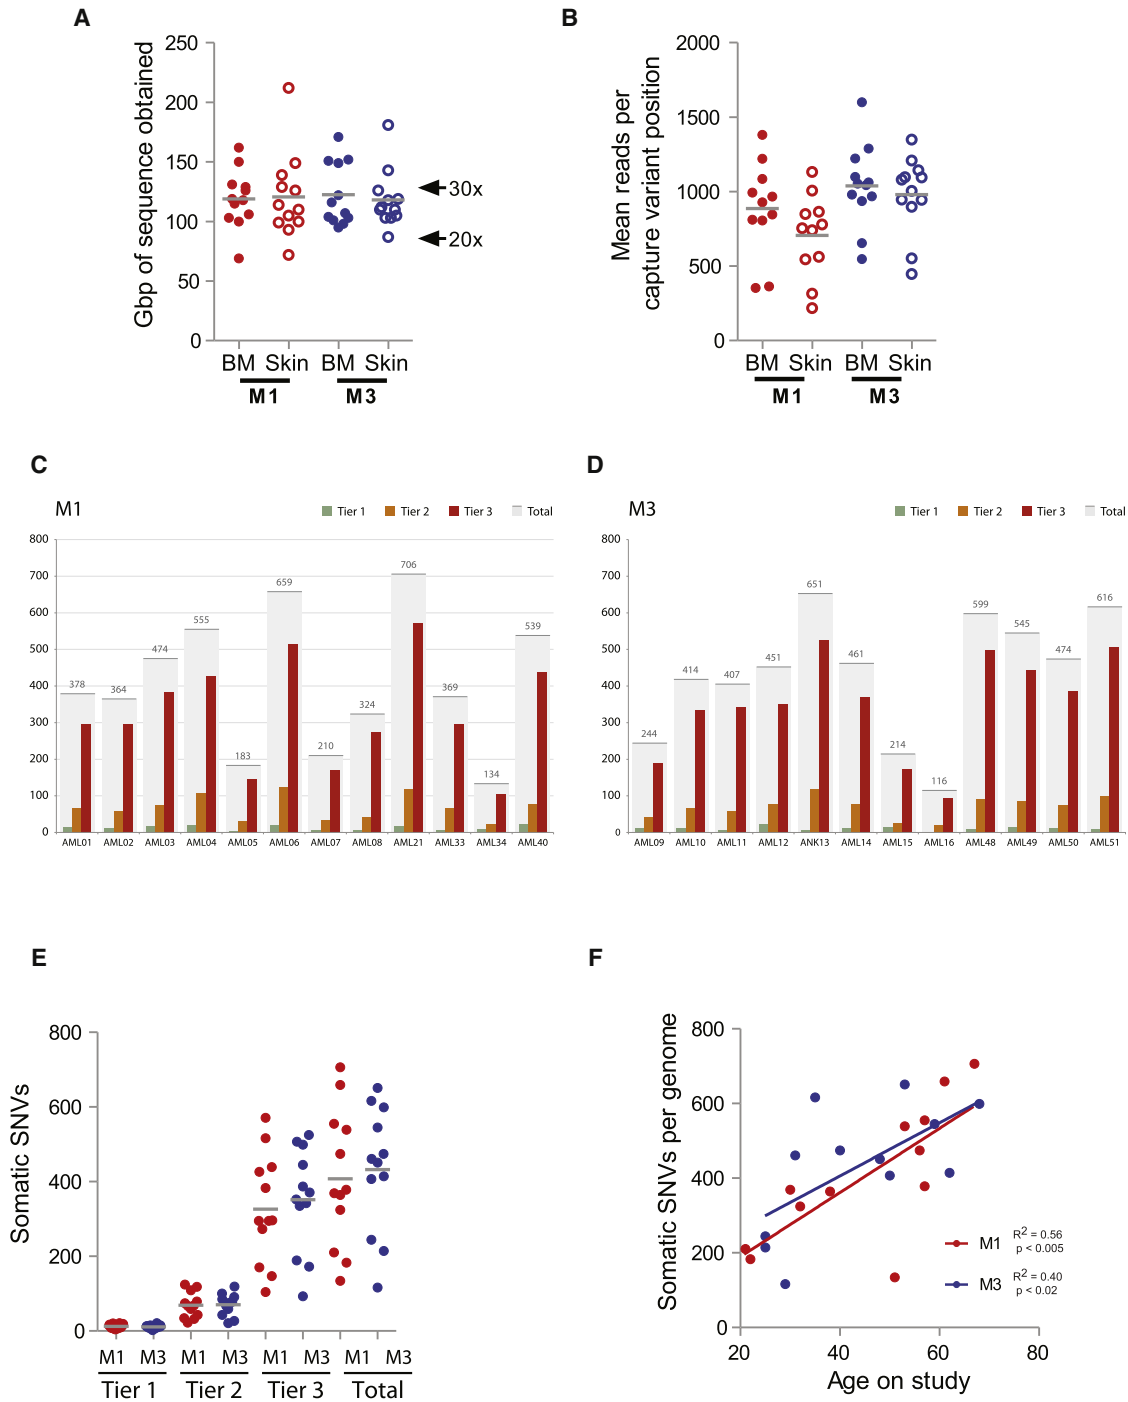 A
Gbp of sequence obtained
250
200
150
100
50
0
30x
20x
BM Skin BM Skin
M1 M3
B
Mean reads per
capture variant position
2000
1500
1000
500
0
BM Skin BM Skin
M1 M3
C
M1
Tier 1 Tier 2 Tier 3 Total
800
700
600
500
400
300
200
100
0
378 364 474 555 183 659 210 324 706 369 134 539
AML01 AML02 AML03 AML04 AML05 AML06 AML07 AML08 AML21 AML33 AML34 AML40
D
M3
Tier 1 Tier 2 Tier 3 Total
800
700
600
500
400
300
200
100
0
244 414 407 451 651 461 214 116 599 545 474 616
AML09 AML10 AML11 AML12 ANK13 AML14 AML15 AML16 AML48 AML49 AML50 AML51
E
Somatic SNVs
800
600
400
200
0
M1 M3 M1 M3 M1 M3 M1 M3
Tier 1 Tier 2 Tier 3 Total
F
Somatic SNVs per genome
800
600
400
200
0
M1 R2 = 0.56
p < 0.005
M3 R2 = 0.40
p < 0.02
20 40 60 80
Age on study